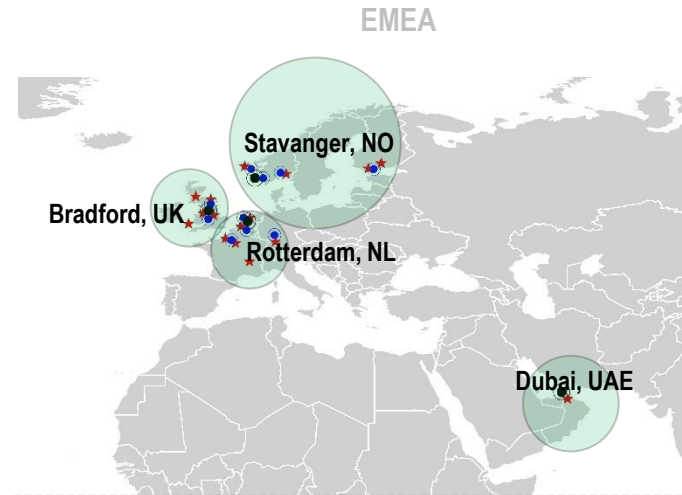 EMEA
Stavanger, NO
Bradford, UK
Rotterdam, NL
Dubai, UAE